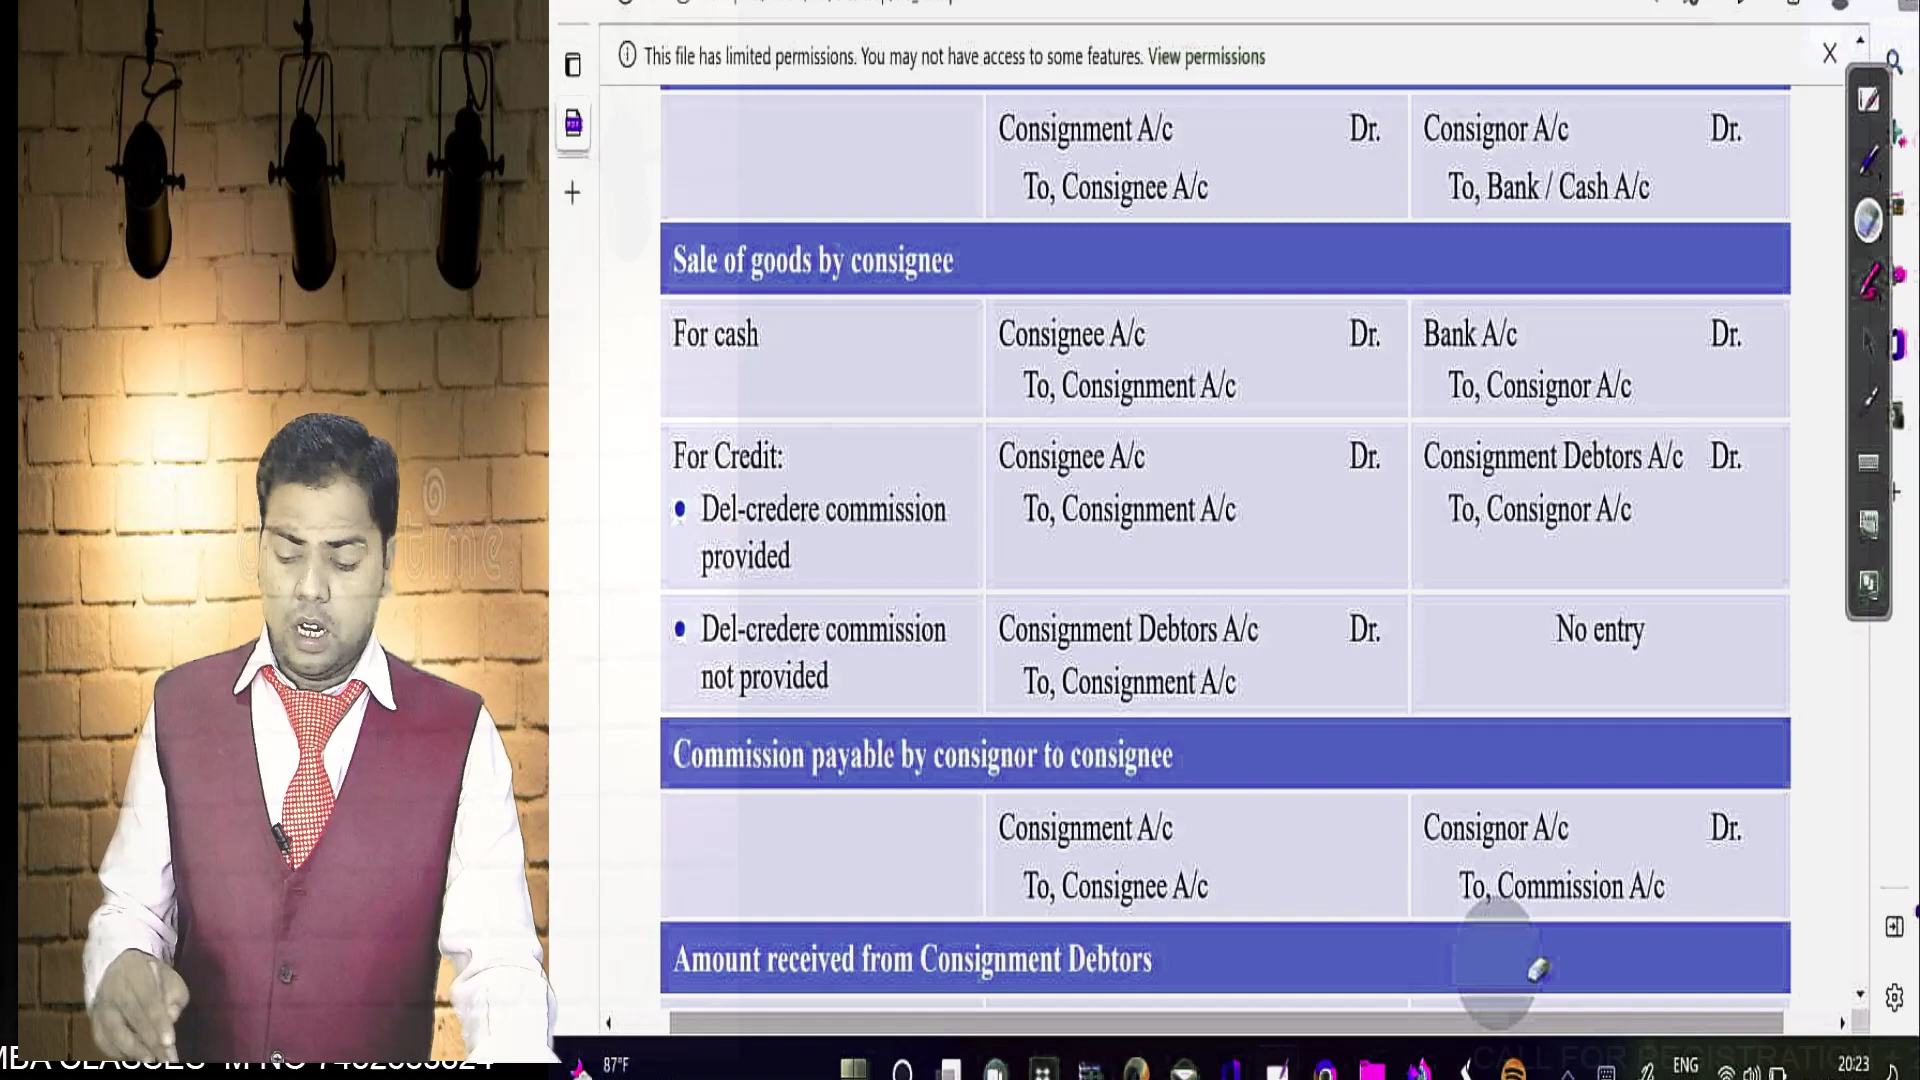 This file has limited permissions. You may not have access to some features. View permissions
Consignment A/c Dr. Consignor A/c Dr.
To, Consignee A/c To, Bank / Cash A/c
Sale of goods by consignee
For cash Consignee A/c Dr. Bank A/c Dr.
To, Consignment A/c To, Consignor A/c
For Credit: Consignee A/c Dr. Consignment Debtors A/c Dr.
• Del-credere commission To, Consignment A/c To, Consignor A/c
provided
• Del-credere commission Consignment Debtors A/c Dr. No entry
not provided To, Consignment A/c
Commission payable by consignor to consignee
Consignment A/c Consignor A/c Dr.
To, Consignee A/c To, Commission A/c
Amount received from Consignment Debtors
time
87°F
ENG
20:23
CALL FOR REGISTRATION